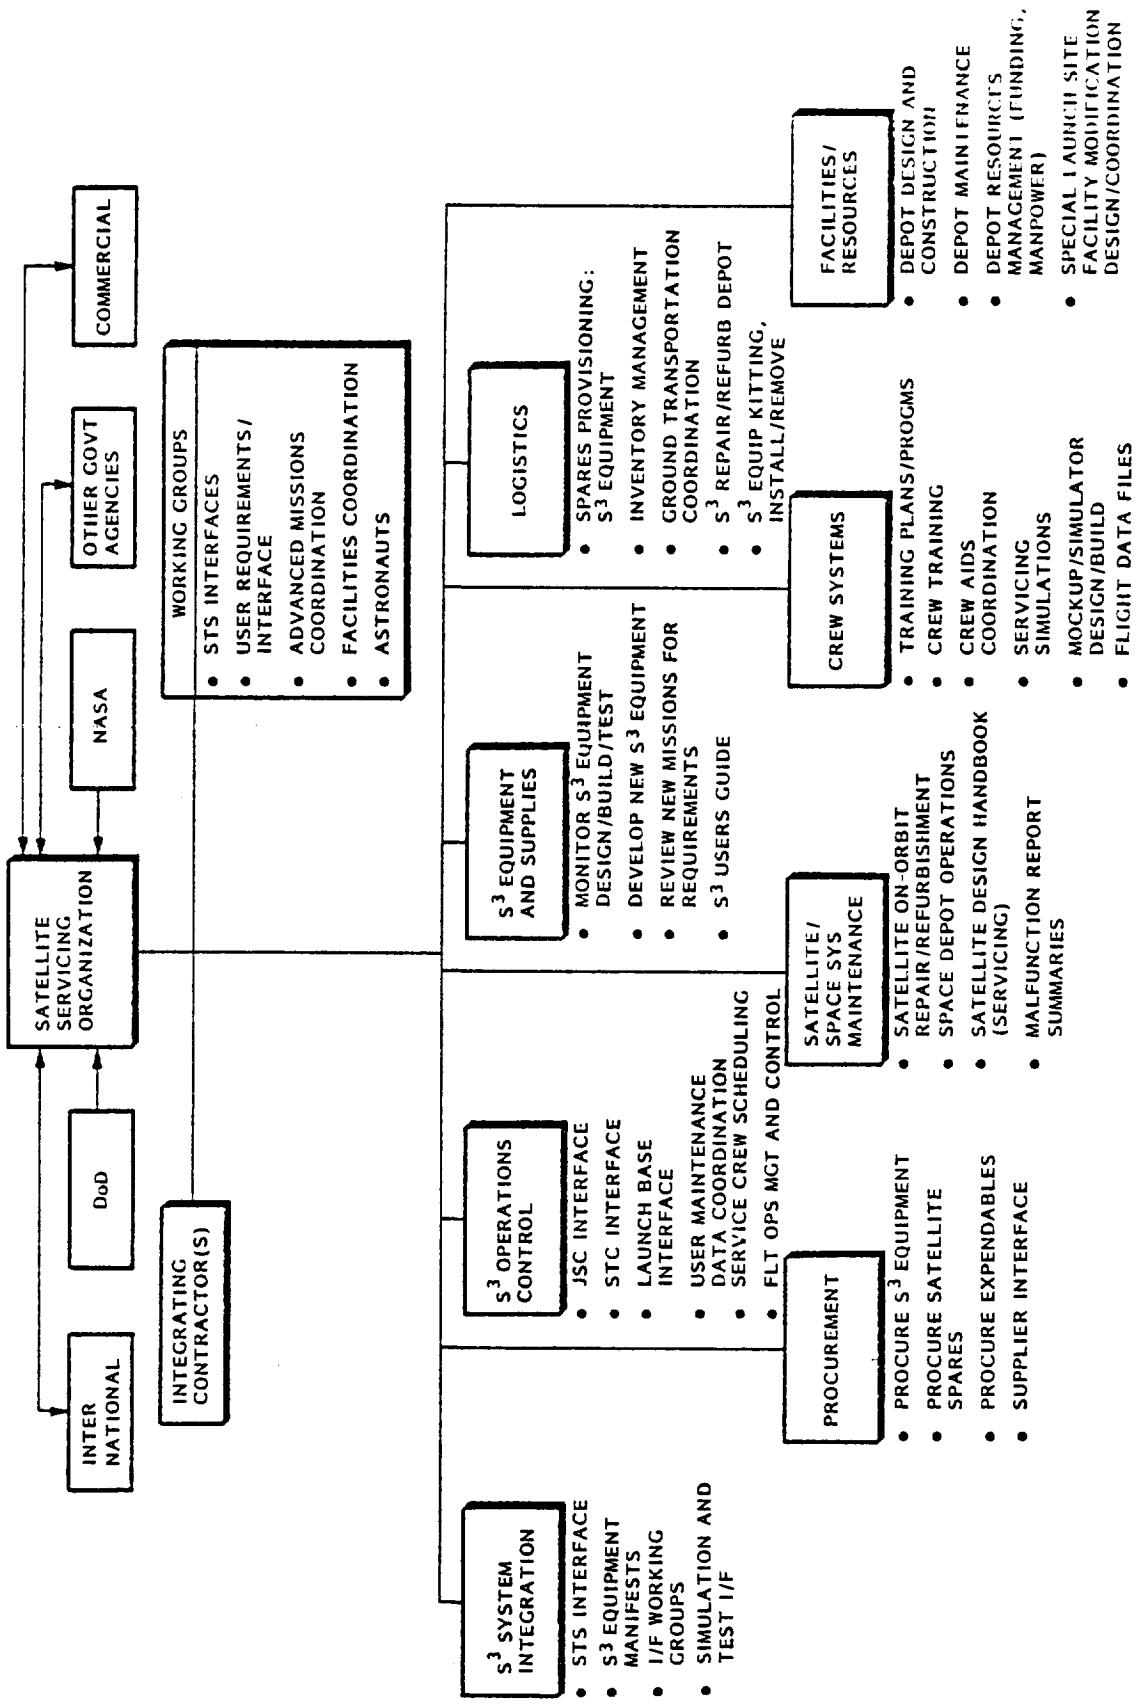 SATELLITE
SERVICING
ORGANIZATION
INTER
NATIONAL
DoD
NASA
OTHER GOVT
AGENCIES
COMMERCIAL
INTEGRATING
CONTRACTOR(S)
WORKING GROUPS
• STS INTERFACES
• USER REQUIREMENTS/
INTERFACE
• ADVANCED MISSIONS
COORDINATION
• FACILITIES COORDINATION
• ASTRONAUTS
S³ SYSTEM
INTEGRATION
• STS INTERFACE
• S³ EQUIPMENT
MANIFESTS
• I/F WORKING
GROUPS
• SIMULATION AND
TEST I/F
S³ OPERATIONS
CONTROL
• JSC INTERFACE
• STC INTERFACE
• LAUNCH BASE
INTERFACE
• USER MAINTENANCE
DATA COORDINATION
• SERVICE CREW SCHEDULING
• FLT OPS MGT AND CONTROL
S³ EQUIPMENT
AND SUPPLIES
• MONITOR S³ EQUIPMENT
DESIGN/BUILD/TEST
• DEVELOP NEW S³ EQUIPMENT
• REVIEW NEW MISSIONS FOR
REQUIREMENTS
• S³ USERS GUIDE
LOGISTICS
• SPARES PROVISIONING:
S³ EQUIPMENT
• INVENTORY MANAGEMENT
• GROUND TRANSPORTATION
COORDINATION
• S³ REPAIR/REFURB DEPOT
• S³ EQUIP KITTING,
INSTALL/REMOVE
PROCUREMENT
• PROCURE S³ EQUIPMENT
• PROCURE SATELLITE
SPARES
• PROCURE EXPENDABLES
• SUPPLIER INTERFACE
SATELLITE/
SPACE SYS
MAINTENANCE
• SATELLITE ON-ORBIT
REPAIR/REFURBISHMENT
• SPACE DEPOT OPERATIONS
• SATELLITE DESIGN HANDBOOK
(SERVICING)
• MALFUNCTION REPORT
SUMMARIES
CREW SYSTEMS
• TRAINING PLANS/PROGMS
• CREW TRAINING
• CREW AIDS
COORDINATION
• SERVICING
SIMULATIONS
• MOCKUP/SIMULATOR
DESIGN/BUILD
• FLIGHT DATA FILES
FACILITIES/
RESOURCES
• DEPOT DESIGN AND
CONSTRUCTION
• DEPOT MAINTENANCE
• DEPOT RESOURCES
MANAGEMENT (FUNDING,
MANPOWER)
• SPECIAL LAUNCH SITE
FACILITY MODIFICATION
DESIGN/COORDINATION